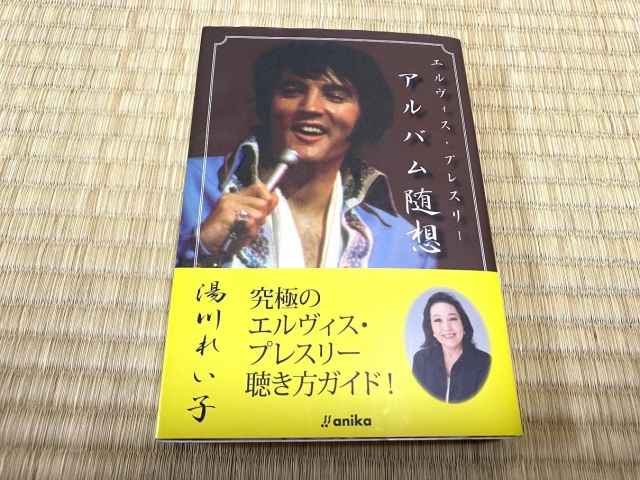 エルヴィス・プレスリー
アルバム随想
湯川れい子
究極の
エルヴィス・
プレスリー
聴き方ガイド!
anika